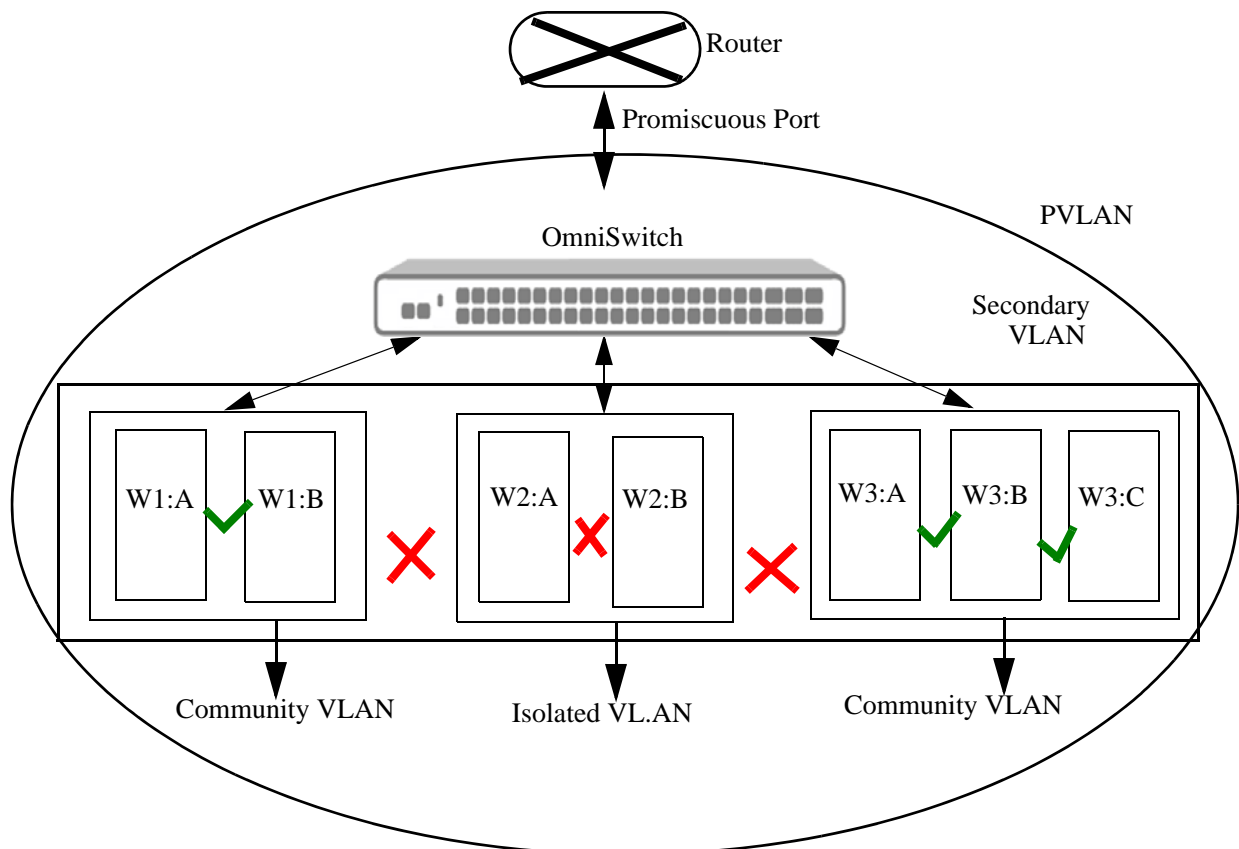 Router
Promiscuous Port
PVLAN
OmniSwitch
Secondary
VLAN
W1:A
W1:B
W2:A
W2:B
W3:A
W3:B
W3:C
Community VLAN
Isolated VL.AN
Community VLAN